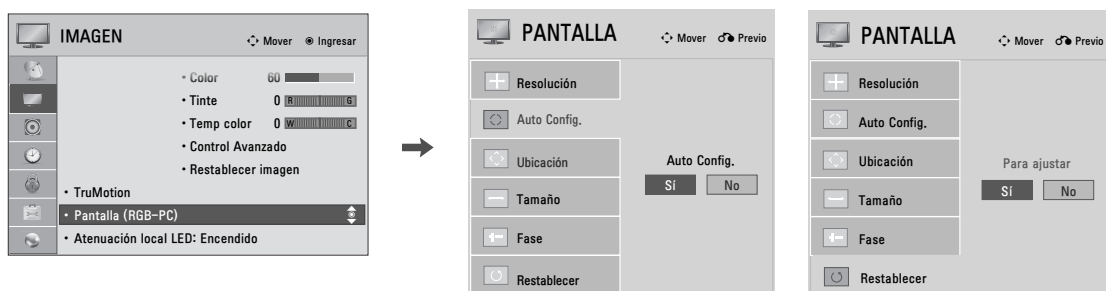 IMAGEN
Mover Ingresar
• Color 60
• Tinte 0 R G
• Temp color 0 W C
• Control Avanzado
• Restablecer imagen
• TruMotion
• Pantalla (RGB-PC)
• Atenuación local LED: Encendido
PANTALLA
Mover Previo
Resolución
Auto Config.
Ubicación
Tamaño
Fase
Restablecer
Auto Config.
Sí No
PANTALLA
Mover Previo
Resolución
Auto Config.
Ubicación
Tamaño
Fase
Restablecer
Para ajustar
Sí No